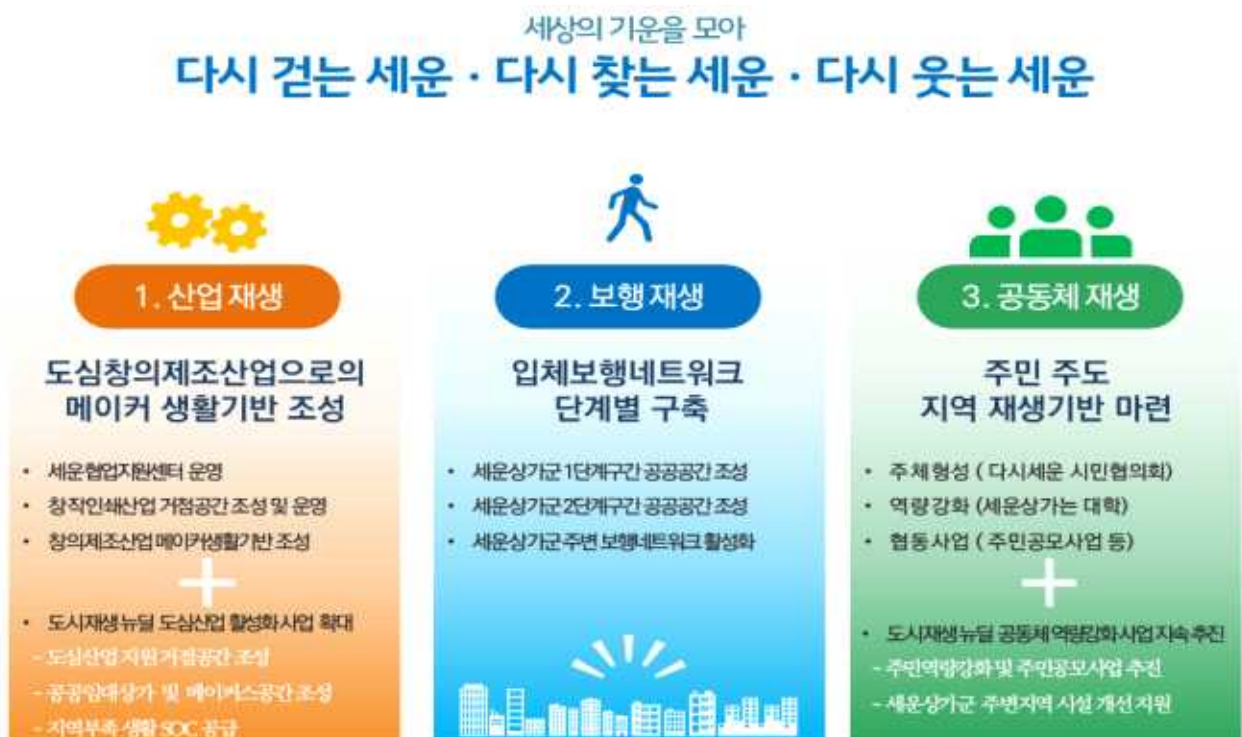 세상의 기운을 모아
다시 걷는 세운 · 다시 찾는 세운 · 다시 웃는 세운
1. 산업 재생
도심창의제조산업으로의
메이커 생활기반 조성
• 세운협업지원센터 운영
• 창작인쇄산업 거점공간 조성 및 운영
• 창의제조산업 메이커생활기반 조성
+
• 도시재생 뉴딜 도심산업 활성화 사업 확대
- 도심산업 지원 거점공간 조성
- 공공임대상가 및 메이커스공간 조성
- 지역부족 생활 SOC 공급
2. 보행 재생
입체보행네트워크
단계별 구축
• 세운상가군 1단계구간 공공공간 조성
• 세운상가군 2단계구간 공공공간 조성
• 세운상가군 주변 보행네트워크 활성화
3. 공동체 재생
주민 주도
지역 재생기반 마련
• 주체형성 ( 다시세운 시민협의회)
• 역량강화 (세운상가는 대학)
• 협동사업 ( 주민공모사업 등)
+
• 도시재생 뉴딜 공동체 역량강화 사업 지속 추진
- 주민역량강화 및 주민공모사업 추진
- 세운상가군 주변지역 시설 개선 지원